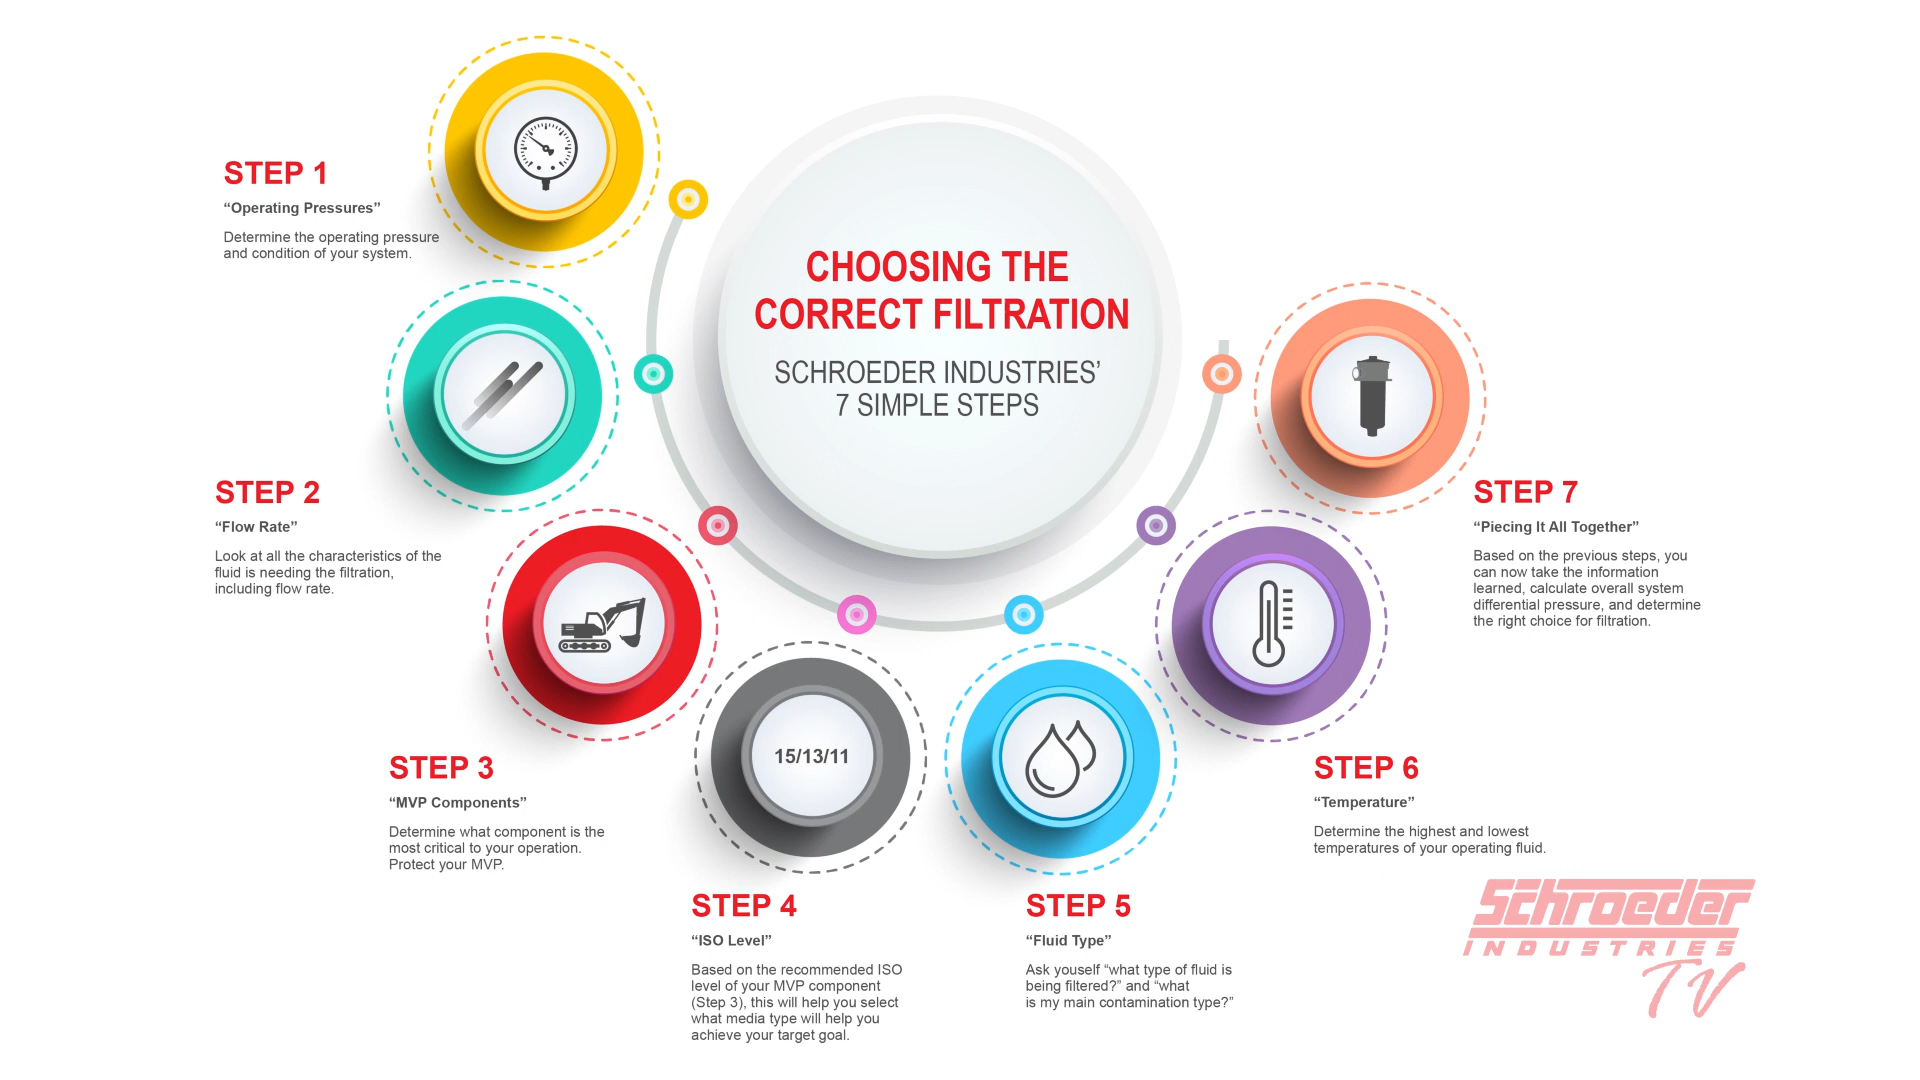 CHOOSING THE
CORRECT FILTRATION
SCHROEDER INDUSTRIES’
7 SIMPLE STEPS
STEP 1
“Operating Pressures”
Determine the operating pressure
and condition of your system.
STEP 2
“Flow Rate”
Look at all the characteristics of the
fluid is needing the filtration,
including flow rate.
STEP 3
“MVP Components”
Determine what component is the
most critical to your operation.
Protect your MVP.
15/13/11
STEP 4
“ISO Level”
Based on the recommended ISO
level of your MVP component
(Step 3), this will help you select
what media type will help you
achieve your target goal.
STEP 5
“Fluid Type”
Ask youself “what type of fluid is
being filtered?” and “what
is my main contamination type?”
STEP 6
“Temperature”
Determine the highest and lowest
temperatures of your operating fluid.
STEP 7
“Piecing It All Together”
Based on the previous steps, you
can now take the information
learned, calculate overall system
differential pressure, and determine
the right choice for filtration.
Schroeder
INDUSTRIES
TV